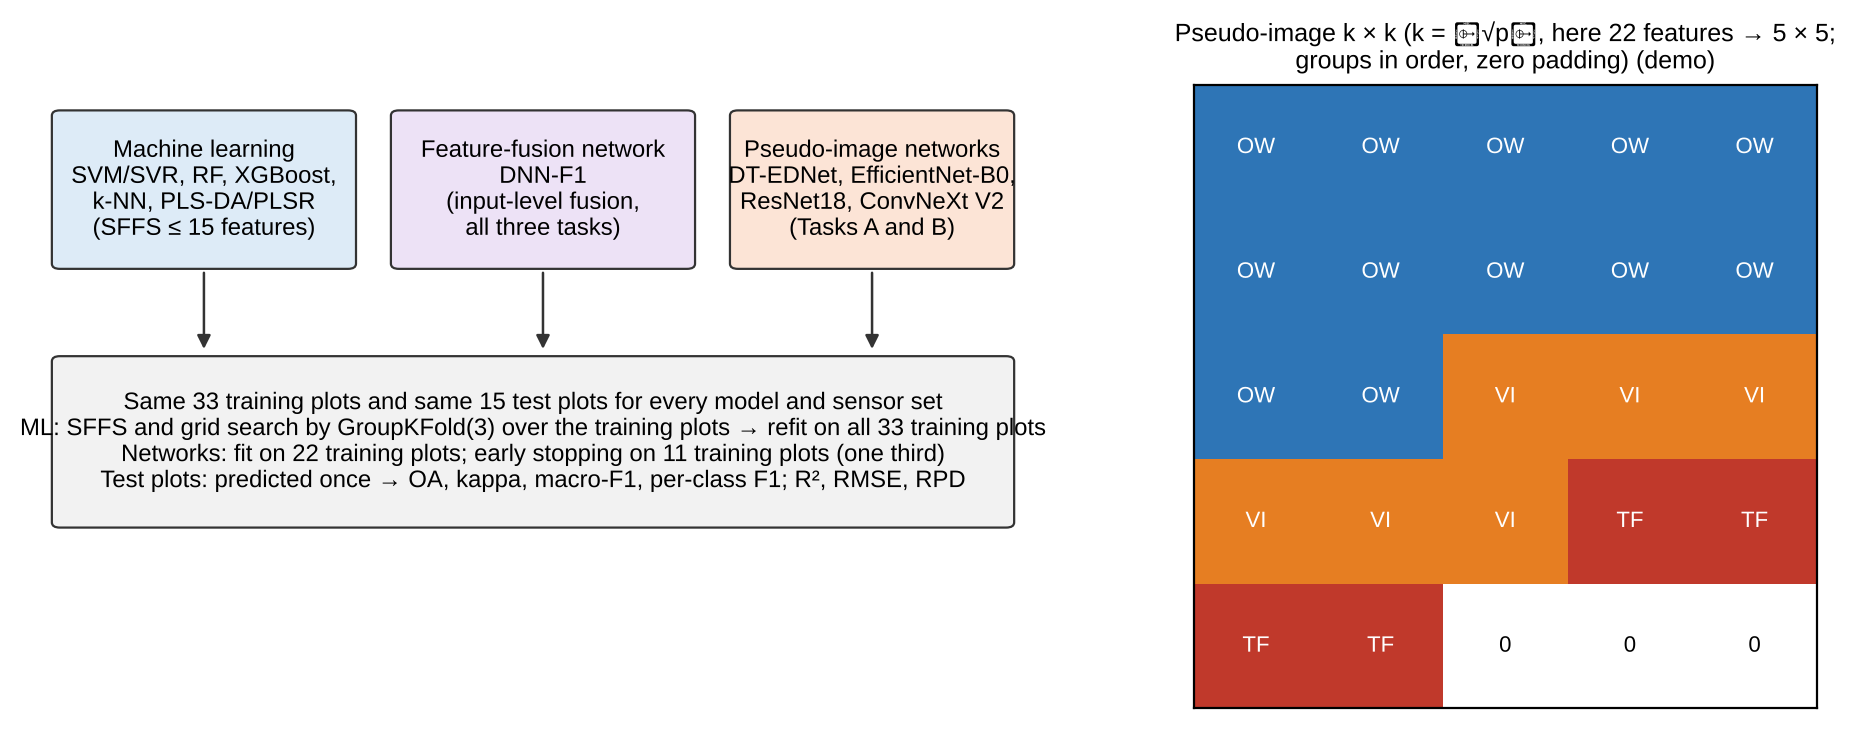 Machine learning
SVM/SVR, RF, XGBoost,
k-NN, PLS-DA/PLSR
(SFFS ≤ 15 features)
Feature-fusion network
DNN-F1
(input-level fusion,
all three tasks)
Pseudo-image networks
DT-EDNet, EfficientNet-B0,
ResNet18, ConvNeXt V2
(Tasks A and B)
Same 33 training plots and same 15 test plots for every model and sensor set
ML: SFFS and grid search by GroupKFold(3) over the training plots → refit on all 33 training plots
Networks: fit on 22 training plots; early stopping on 11 training plots (one third)
Test plots: predicted once → OA, kappa, macro-F1, per-class F1; R², RMSE, RPD
Pseudo-image k × k (k = √p, here 22 features → 5 × 5;
groups in order, zero padding) (demo)
OW OW OW OW OW
OW OW OW OW OW
OW OW VI VI VI
VI VI VI TF TF
TF TF 0 0 0